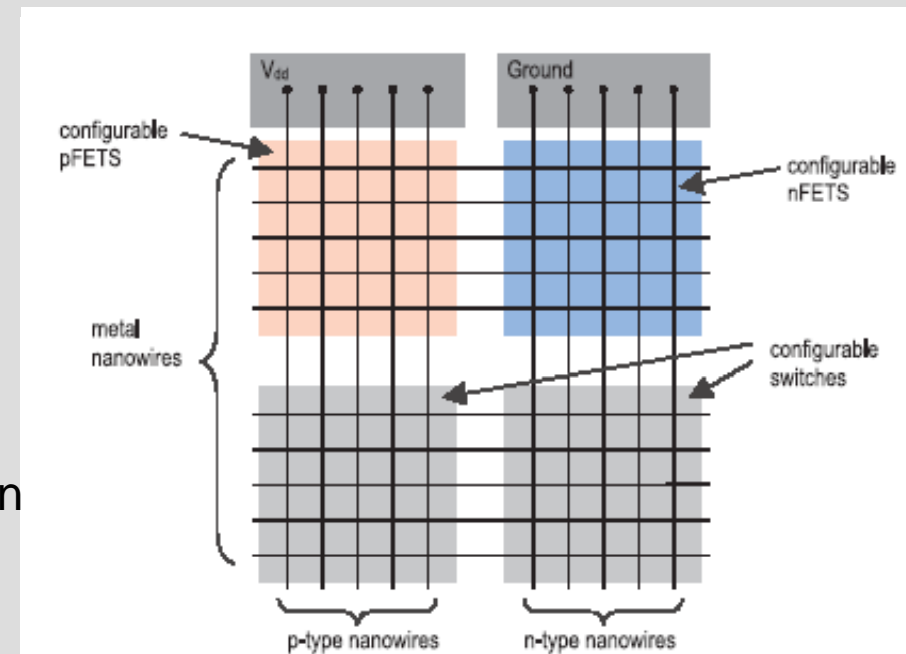 Vdd
Ground
configurable
pFETS
configurable
nFETS
metal
nanowires
configurable
switches
n
p-type nanowires
n-type nanowires